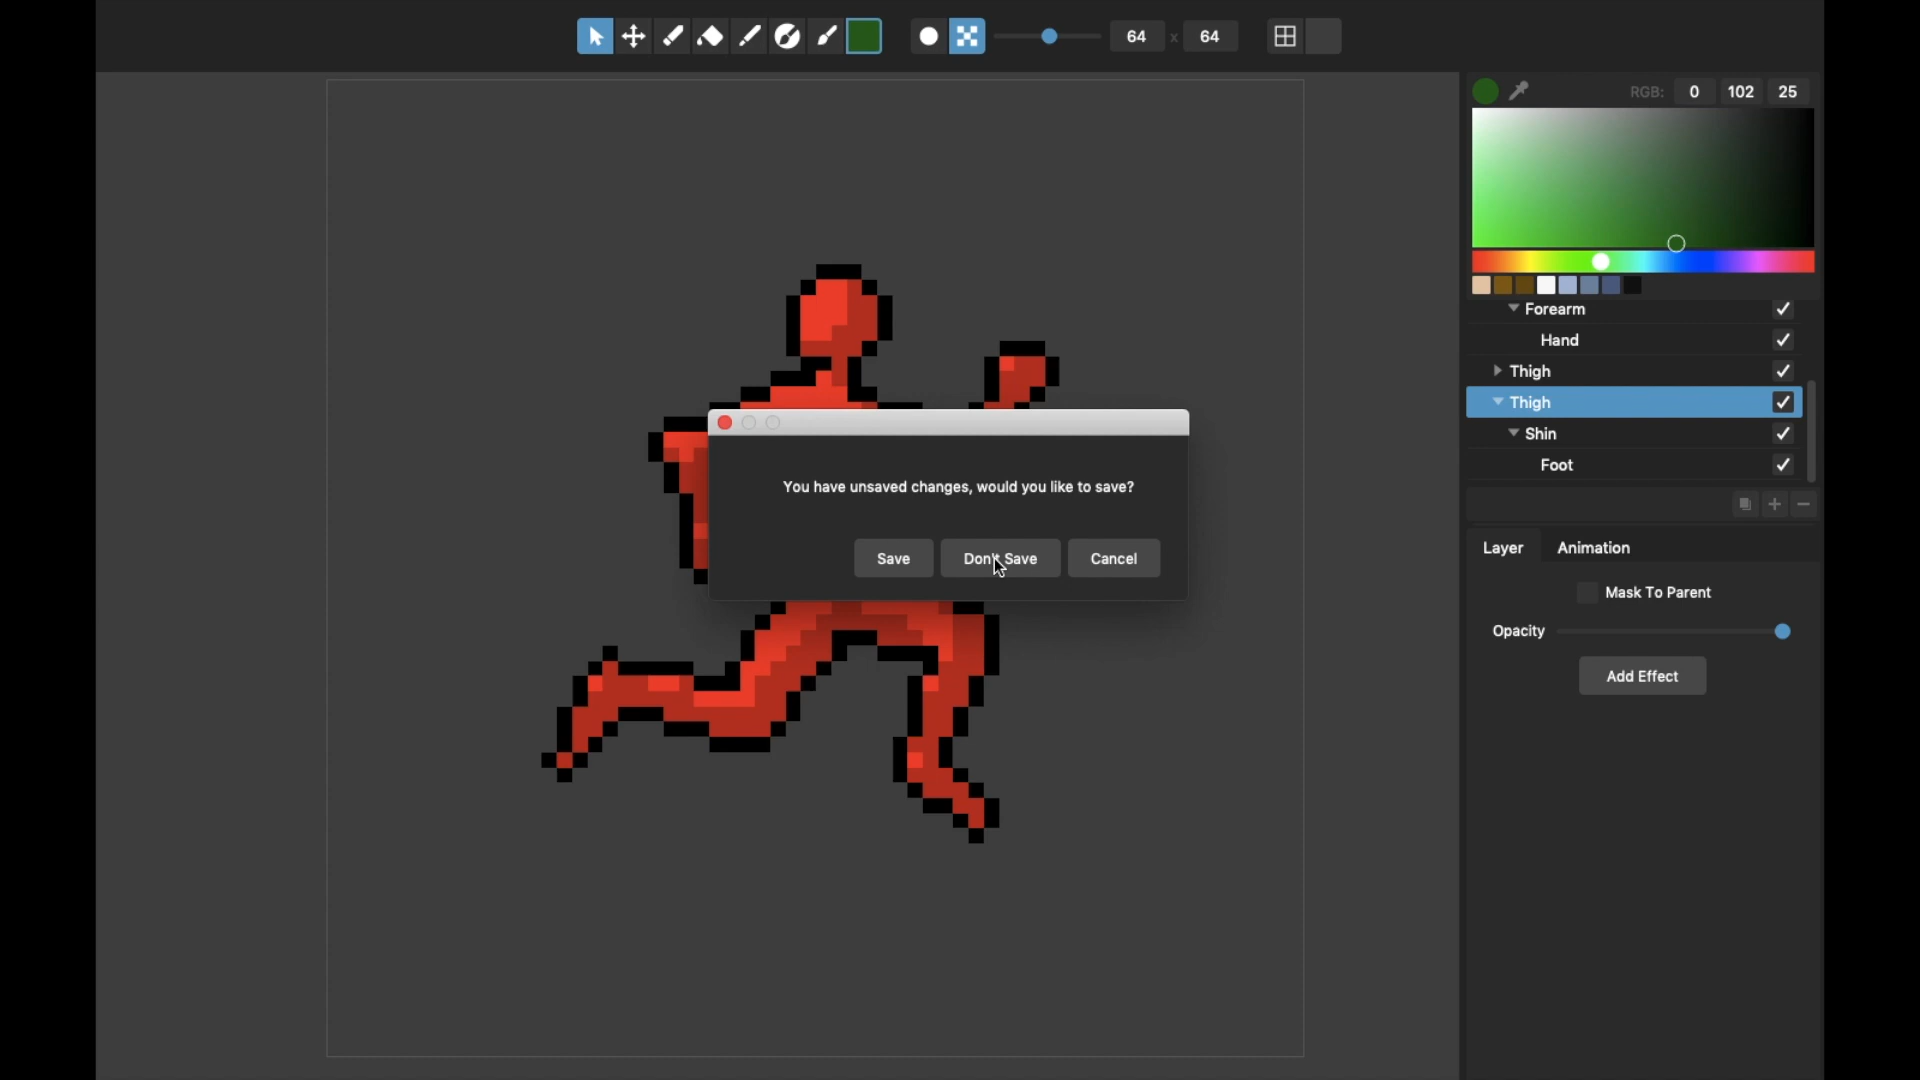 64 x 64
RGB: 0 102 25
Forearm
Hand
Thigh
Thigh
Shin
Foot
You have unsaved changes, would you like to save?
Save Don't Save Cancel
Layer Animation
Mask To Parent
Opacity
Add Effect